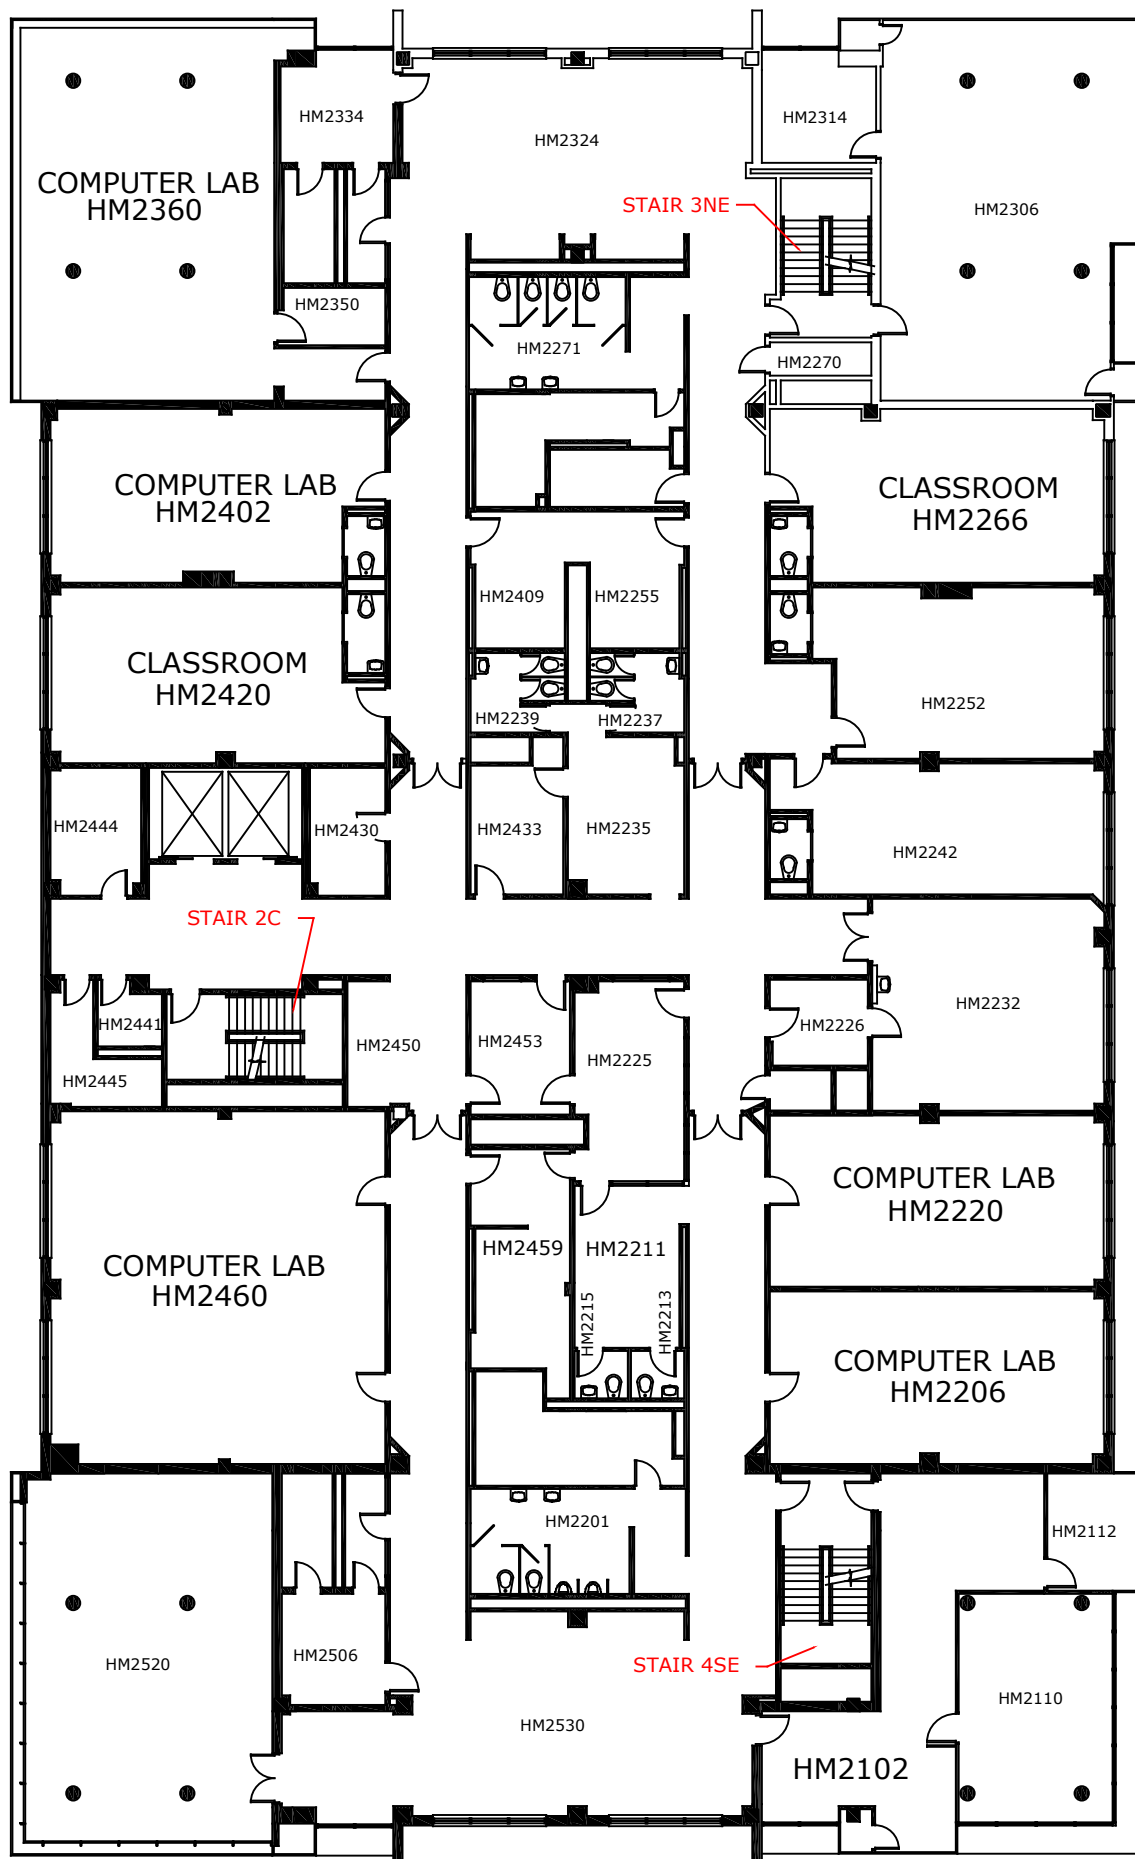 HM2334
HM2324
HM2314
COMPUTER LAB
HM2360
STAIR 3NE
HM2306
HM2350
HM2271
HM2270
COMPUTER LAB
HM2402
CLASSROOM
HM2266
HM2409
HM2255
CLASSROOM
HM2420
HM2239
HM2237
HM2252
HM2444
HM2430
HM2433
HM2235
HM2242
STAIR 2C
HM2232
HM2441
HM2450
HM2453
HM2225
HM2226
HM2445
COMPUTER LAB
HM2220
COMPUTER LAB
HM2460
HM2459
HM2211
HM2215
HM2213
COMPUTER LAB
HM2206
HM2201
HM2112
HM2520
HM2506
STAIR 4SE
HM2530
HM2110
HM2102